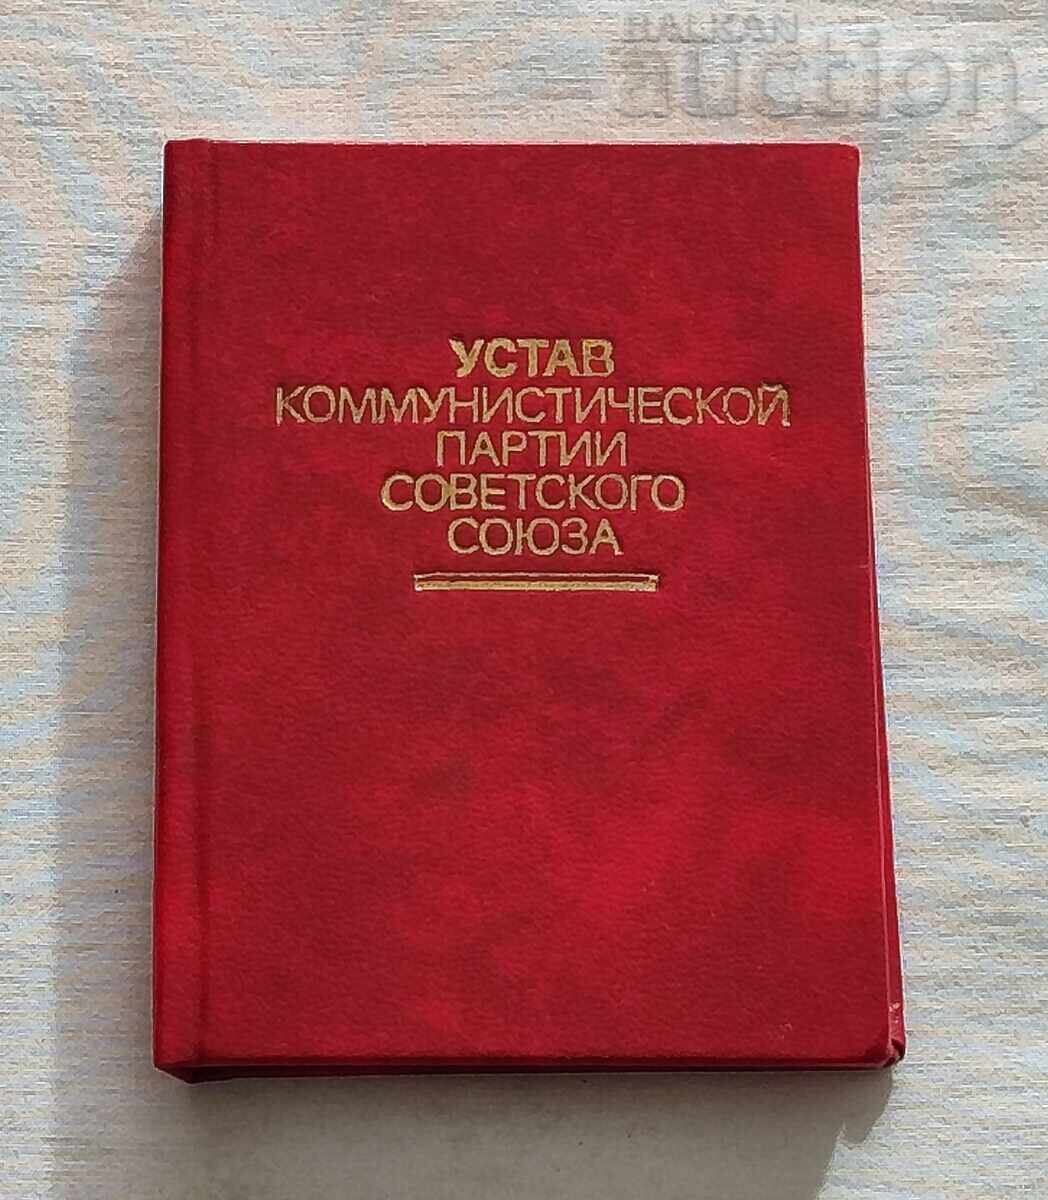 BALKAN
auction
УСТАВ
КОММУНИСТИЧЕСКОЙ
ПАРТИИ
СОВЕТСКОГО
СОЮЗА